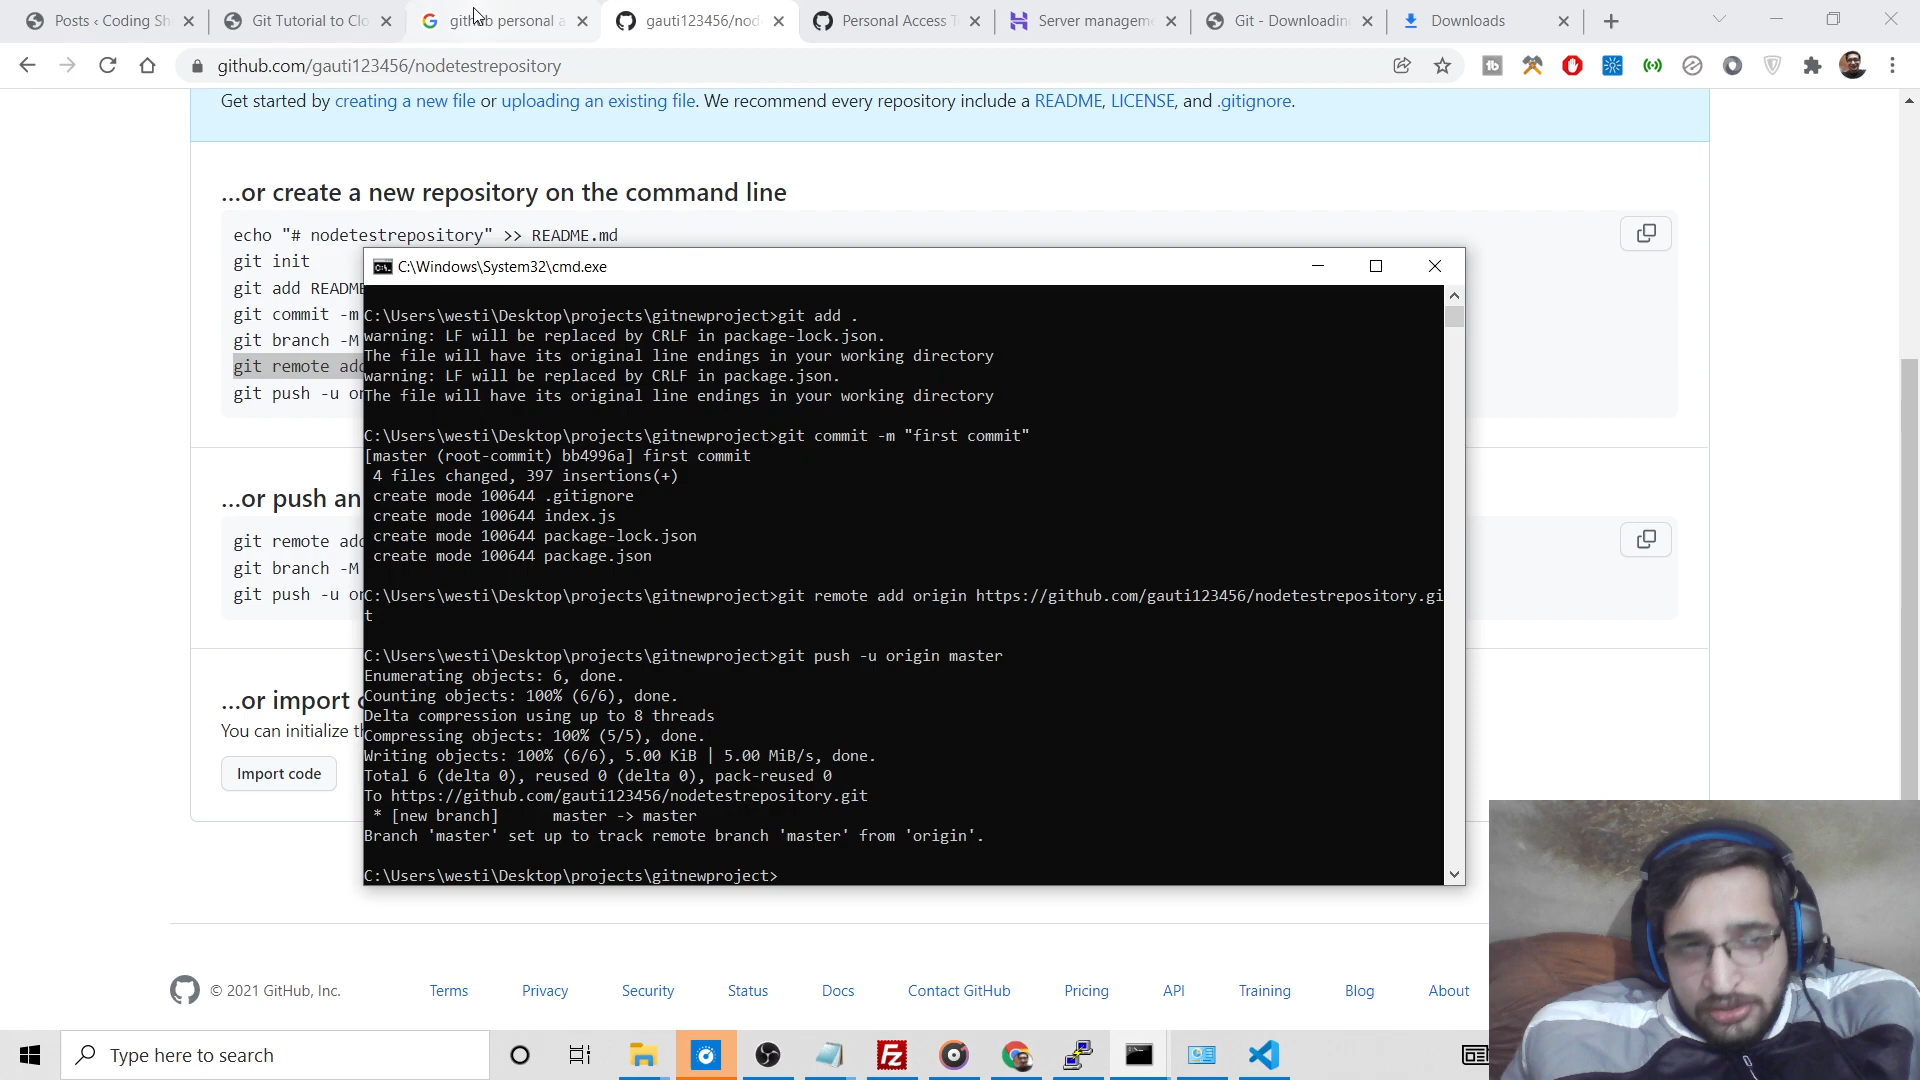 Posts ‹ Coding Sh
Git Tutorial to Clo
github personal a
gauti123456/nod
Personal Access T
Server managem
Git - Downloading
Downloads
github.com/gauti123456/nodetestrepository
Get started by creating a new file or uploading an existing file. We recommend every repository include a README, LICENSE, and .gitignore.
…or create a new repository on the command line
echo "# nodetestrepository" >> README.md
git init
git add README
git commit -m
git branch -M
git remote add
git push -u or
…or push an
git remote add
git branch -M
git push -u or
…or import c
You can initialize th
Import code
C:\Windows\System32\cmd.exe
C:\Users\westi\Desktop\projects\gitnewproject>git add .
warning: LF will be replaced by CRLF in package-lock.json.
The file will have its original line endings in your working directory
warning: LF will be replaced by CRLF in package.json.
The file will have its original line endings in your working directory
C:\Users\westi\Desktop\projects\gitnewproject>git commit -m "first commit"
[master (root-commit) bb4996a] first commit
4 files changed, 397 insertions(+)
create mode 100644 .gitignore
create mode 100644 index.js
create mode 100644 package-lock.json
create mode 100644 package.json
C:\Users\westi\Desktop\projects\gitnewproject>git remote add origin https://github.com/gauti123456/nodetestrepository.gi
t
C:\Users\westi\Desktop\projects\gitnewproject>git push -u origin master
Enumerating objects: 6, done.
Counting objects: 100% (6/6), done.
Delta compression using up to 8 threads
Compressing objects: 100% (5/5), done.
Writing objects: 100% (6/6), 5.00 KiB | 5.00 MiB/s, done.
Total 6 (delta 0), reused 0 (delta 0), pack-reused 0
To https://github.com/gauti123456/nodetestrepository.git
* [new branch]      master -> master
Branch 'master' set up to track remote branch 'master' from 'origin'.
C:\Users\westi\Desktop\projects\gitnewproject>
© 2021 GitHub, Inc.
Terms
Privacy
Security
Status
Docs
Contact GitHub
Pricing
API
Training
Blog
About
Type here to search